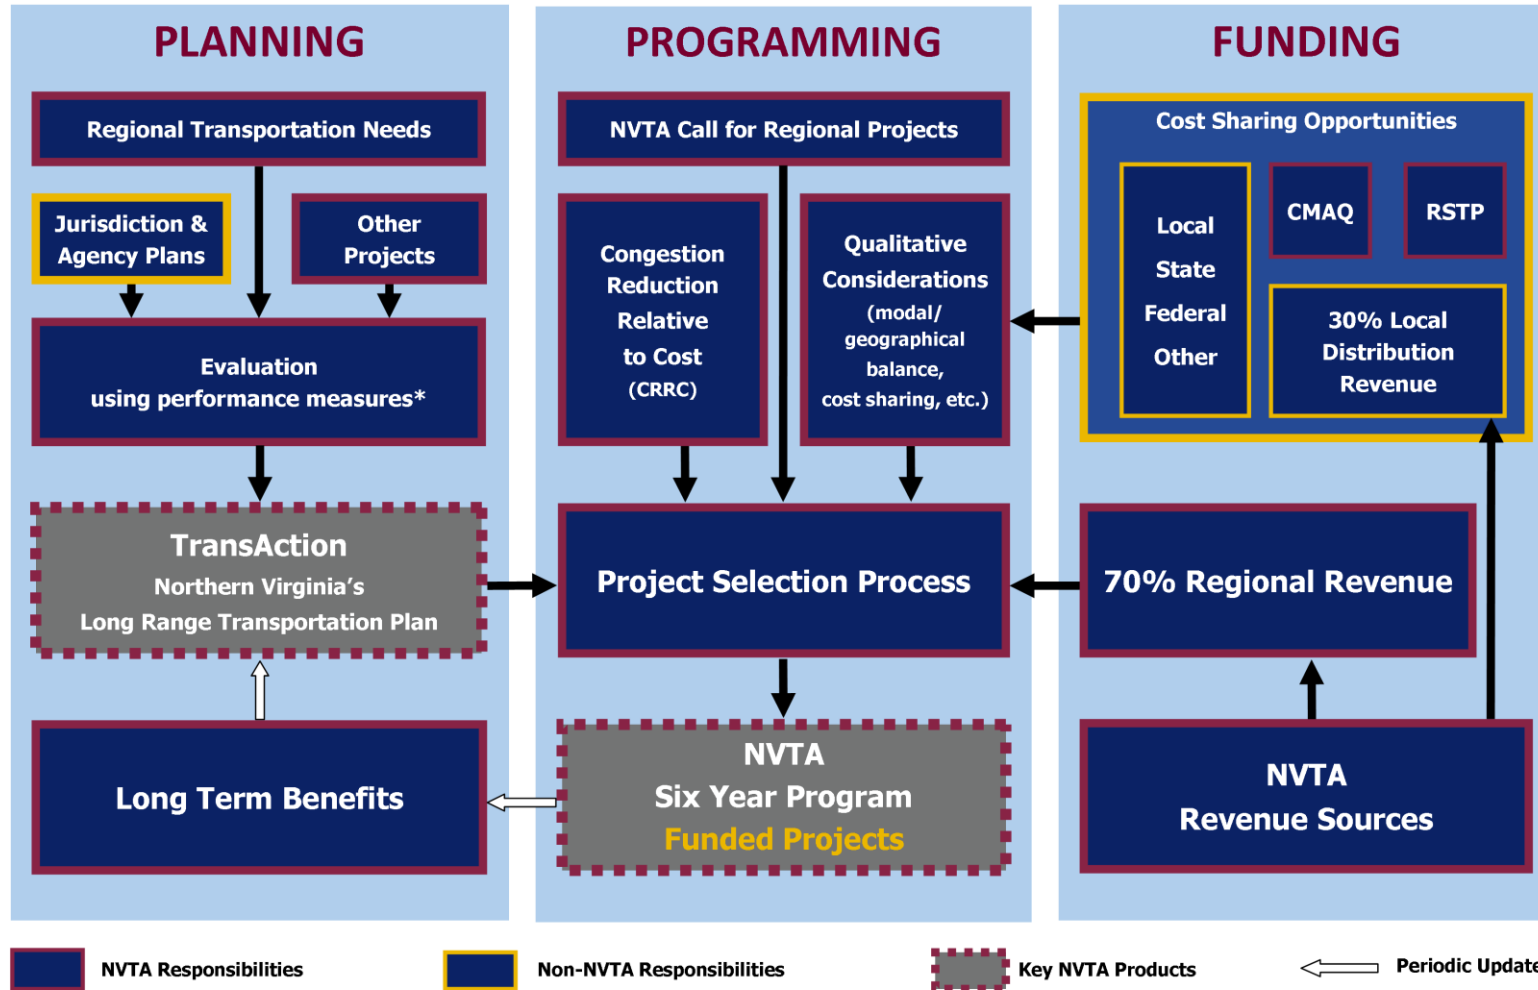 PLANNING
Regional Transportation Needs
Jurisdiction &
Agency Plans
Other
Projects
Evaluation
using performance measures*
TransAction
Northern Virginia’s
Long Range Transportation Plan
Long Term Benefits
PROGRAMMING
NVTA Call for Regional Projects
Congestion
Reduction
Relative
to Cost
(CRRC)
Qualitative
Considerations
(modal/
geographical
balance,
cost sharing, etc.)
Project Selection Process
NVTA
Six Year Program
Funded Projects
FUNDING
Cost Sharing Opportunities
Local
State
Federal
Other
CMAQ
RSTP
30% Local
Distribution
Revenue
70% Regional Revenue
NVTA
Revenue Sources
NVTA Responsibilities
Non-NVTA Responsibilities
Key NVTA Products
Periodic Update